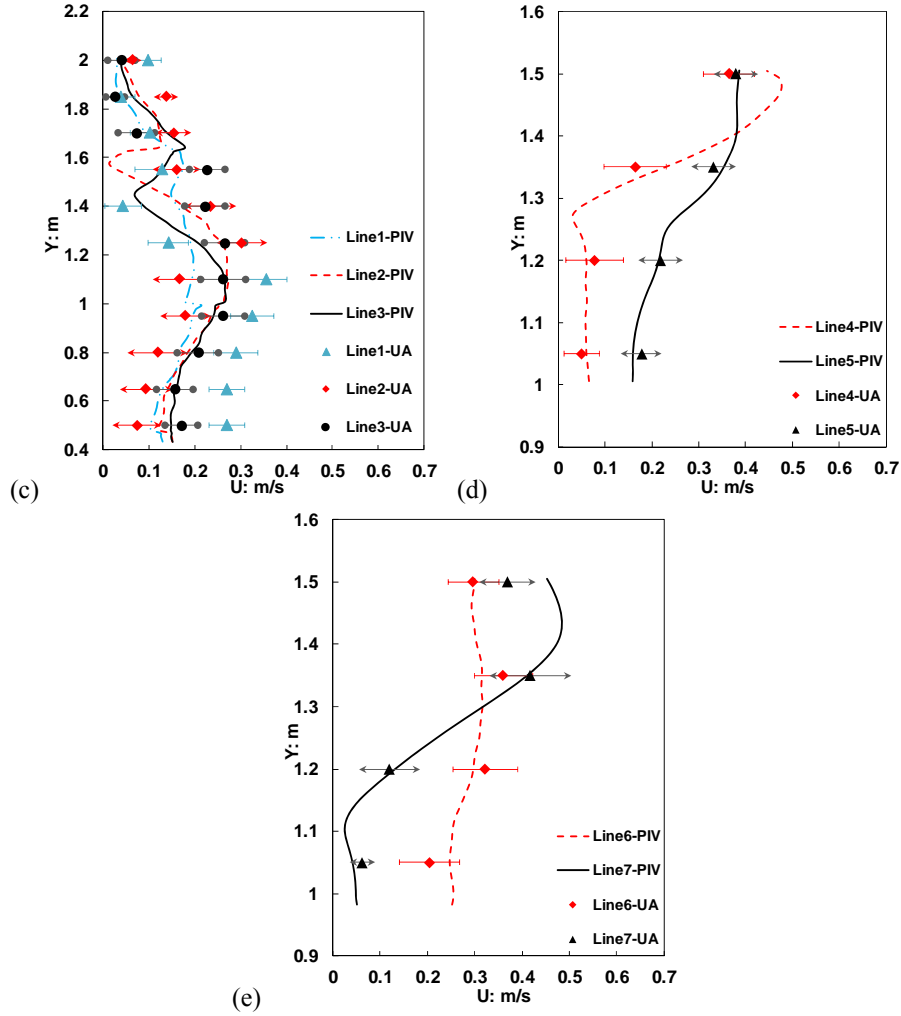 2.2
2
1.8
1.6
1.4
1.2
1
0.8
0.6
0.4
Y: m
0 0.1 0.2 0.3 0.4 0.5 0.6 0.7
U: m/s
Line1-PIV
Line2-PIV
Line3-PIV
Line1-UA
Line2-UA
Line3-UA
(c)
1.6
1.5
1.4
1.3
1.2
1.1
1
0.9
Y: m
0 0.1 0.2 0.3 0.4 0.5 0.6 0.7
U: m/s
Line4-PIV
Line5-PIV
Line4-UA
Line5-UA
(d)
1.6
1.5
1.4
1.3
1.2
1.1
1
0.9
Y: m
0 0.1 0.2 0.3 0.4 0.5 0.6 0.7
U: m/s
Line6-PIV
Line7-PIV
Line6-UA
Line7-UA
(e)